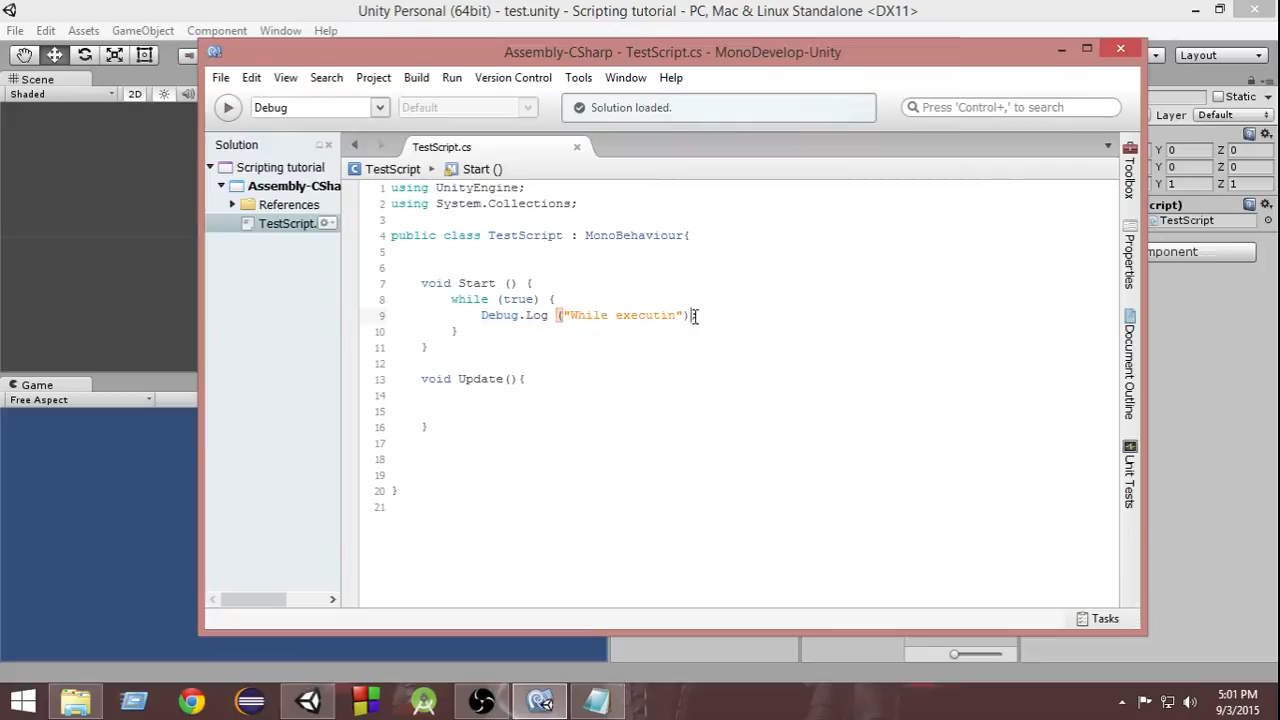 Unity Personal (64bit) - test.unity - Scripting tutorial - PC, Mac & Linux Standalone <DX11>
File Edit Assets GameObject Component Window Help
Assembly-CSharp - TestScript.cs - MonoDevelop-Unity
Layout
Scene
Shaded
2D
File Edit View Search Project Build Run Version Control Tools Window Help
Static
Debug
Default
Solution loaded.
Press 'Control+,' to search
Layer Default
Solution
TestScript.cs
Y 0 Z 0
Scripting tutorial
TestScript
Start ()
Y 0 Z 0
Assembly-CSha
Y 1 Z 1
References
cript)
TestScript.
TestScript
omponent
1 using UnityEngine;
2 using System.Collections;
3
4 public class TestScript : MonoBehaviour{
5
6
7 void Start () {
8 while (true) {
9 Debug.Log ("While executin")
10 }
11 }
12
13 void Update(){
14
15
16 }
17
18
19
20 }
21
Toolbox
Properties
Document Outline
Unit Tests
Game
Free Aspect
Tasks
5:01 PM
9/3/2015